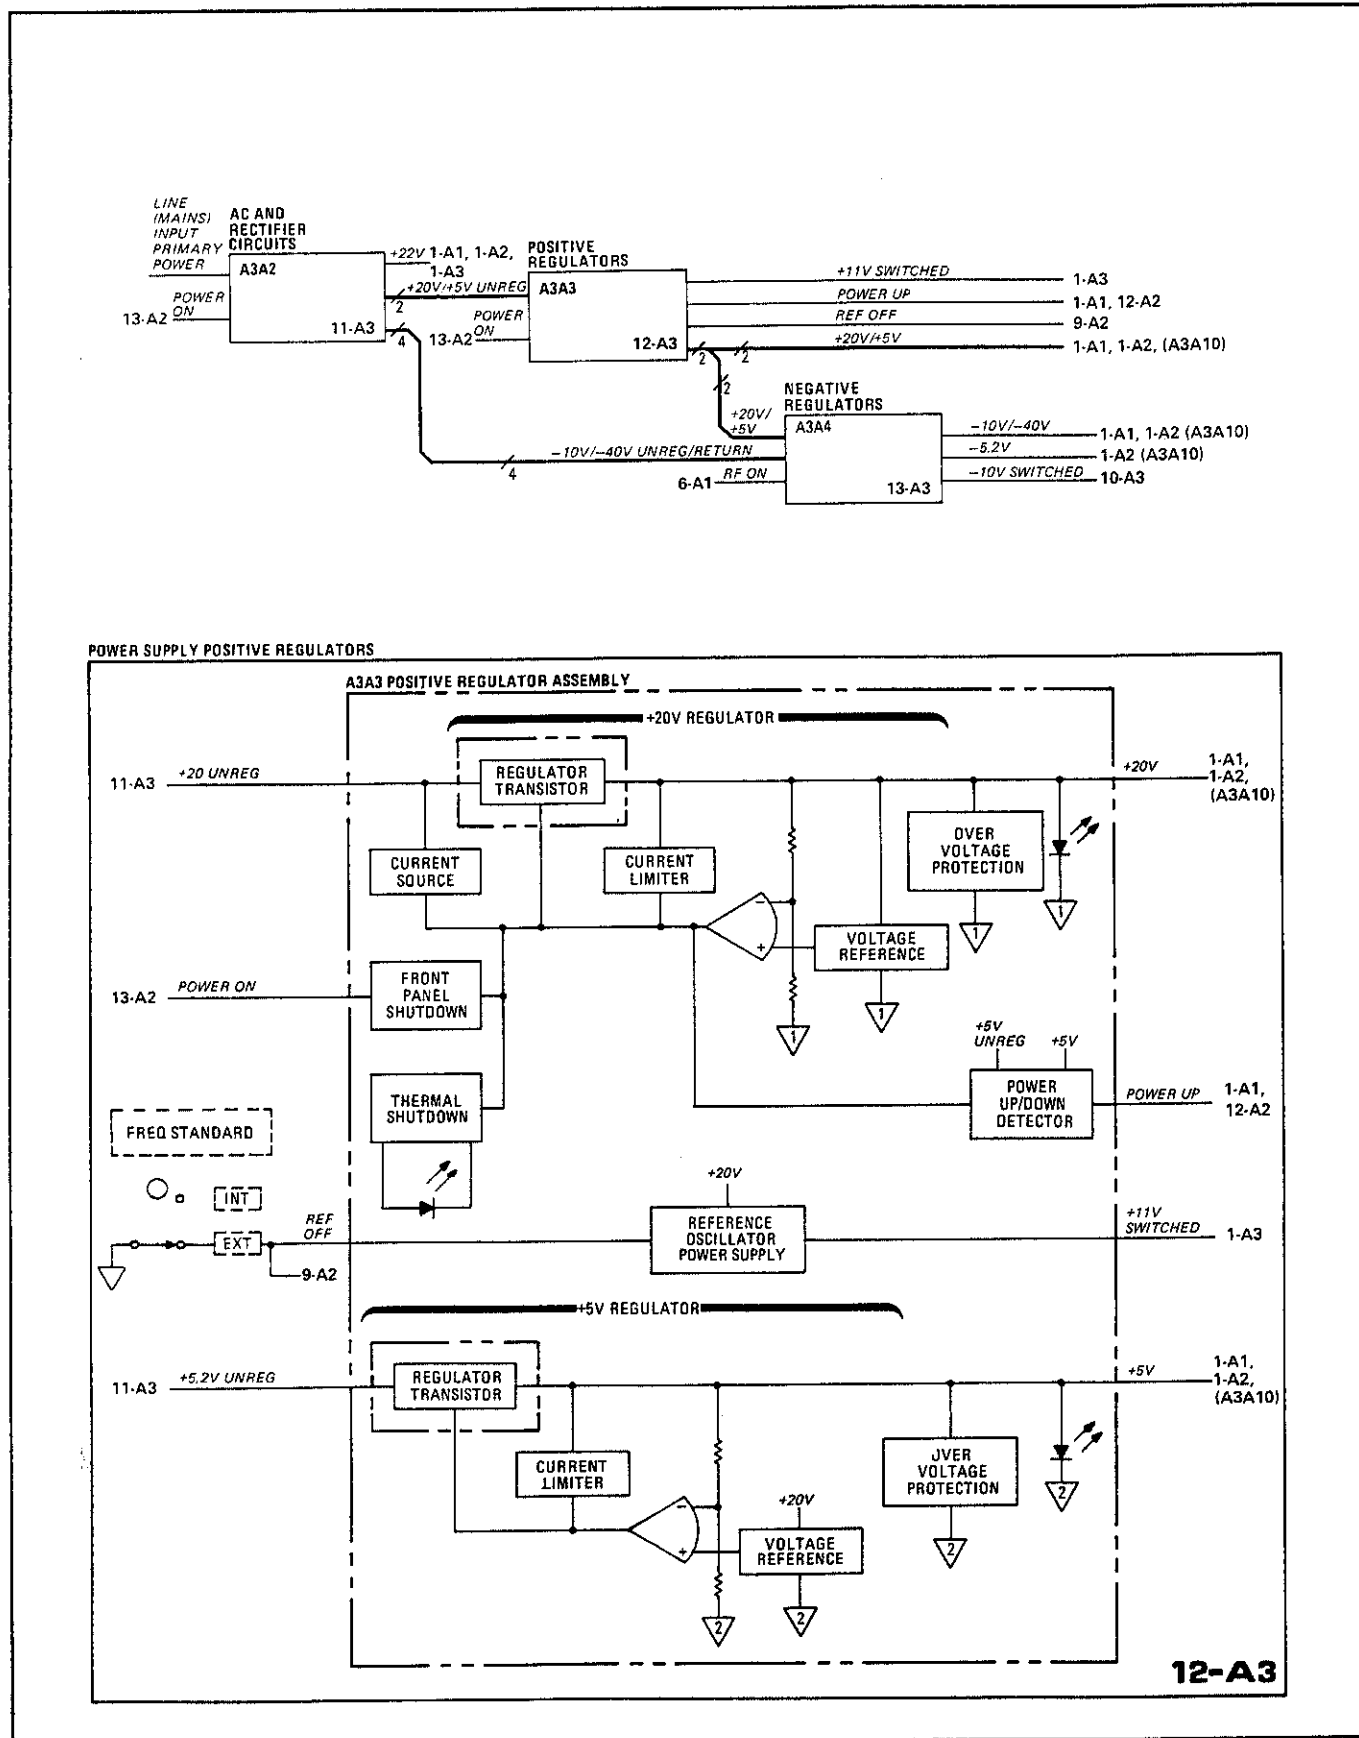 LINE
(MAINS)
INPUT
PRIMARY
POWER
AC AND
RECTIFIER
CIRCUITS
A3A2
13-A2
POWER
ON
11-A3
+22V 1-A1, 1-A2,
1-A3
+20V/+5V UNREG
2
4
POSITIVE
REGULATORS
A3A3
13-A2
POWER
ON
12-A3
+11V SWITCHED 1-A3
POWER UP 1-A1, 12-A2
REF OFF 9-A2
2 2 +20V/+5V 1-A1, 1-A2, (A3A10)
2
+20V/
+5V
NEGATIVE
REGULATORS
A3A4
-10V/-40V UNREG/RETURN
4
6-A1 RF ON
13-A3
-10V/-40V 1-A1, 1-A2 (A3A10)
-5.2V 1-A2 (A3A10)
-10V SWITCHED 10-A3
POWER SUPPLY POSITIVE REGULATORS
A3A3 POSITIVE REGULATOR ASSEMBLY
+20V REGULATOR
11-A3 +20 UNREG
REGULATOR
TRANSISTOR
+20V
1-A1,
1-A2,
(A3A10)
CURRENT
SOURCE
CURRENT
LIMITER
OVER
VOLTAGE
PROTECTION
-
+
VOLTAGE
REFERENCE
1
1
1
1
13-A2 POWER ON
FRONT
PANEL
SHUTDOWN
THERMAL
SHUTDOWN
+5V
UNREG
+5V
POWER
UP/DOWN
DETECTOR
POWER UP
1-A1,
12-A2
FREQ STANDARD
INT
EXT
REF
OFF
9-A2
+20V
REFERENCE
OSCILLATOR
POWER SUPPLY
+11V
SWITCHED
1-A3
+5V REGULATOR
11-A3 +5.2V UNREG
REGULATOR
TRANSISTOR
+5V
1-A1,
1-A2,
(A3A10)
CURRENT
LIMITER
-
+
+20V
VOLTAGE
REFERENCE
OVER
VOLTAGE
PROTECTION
2
2
2
2
12-A3